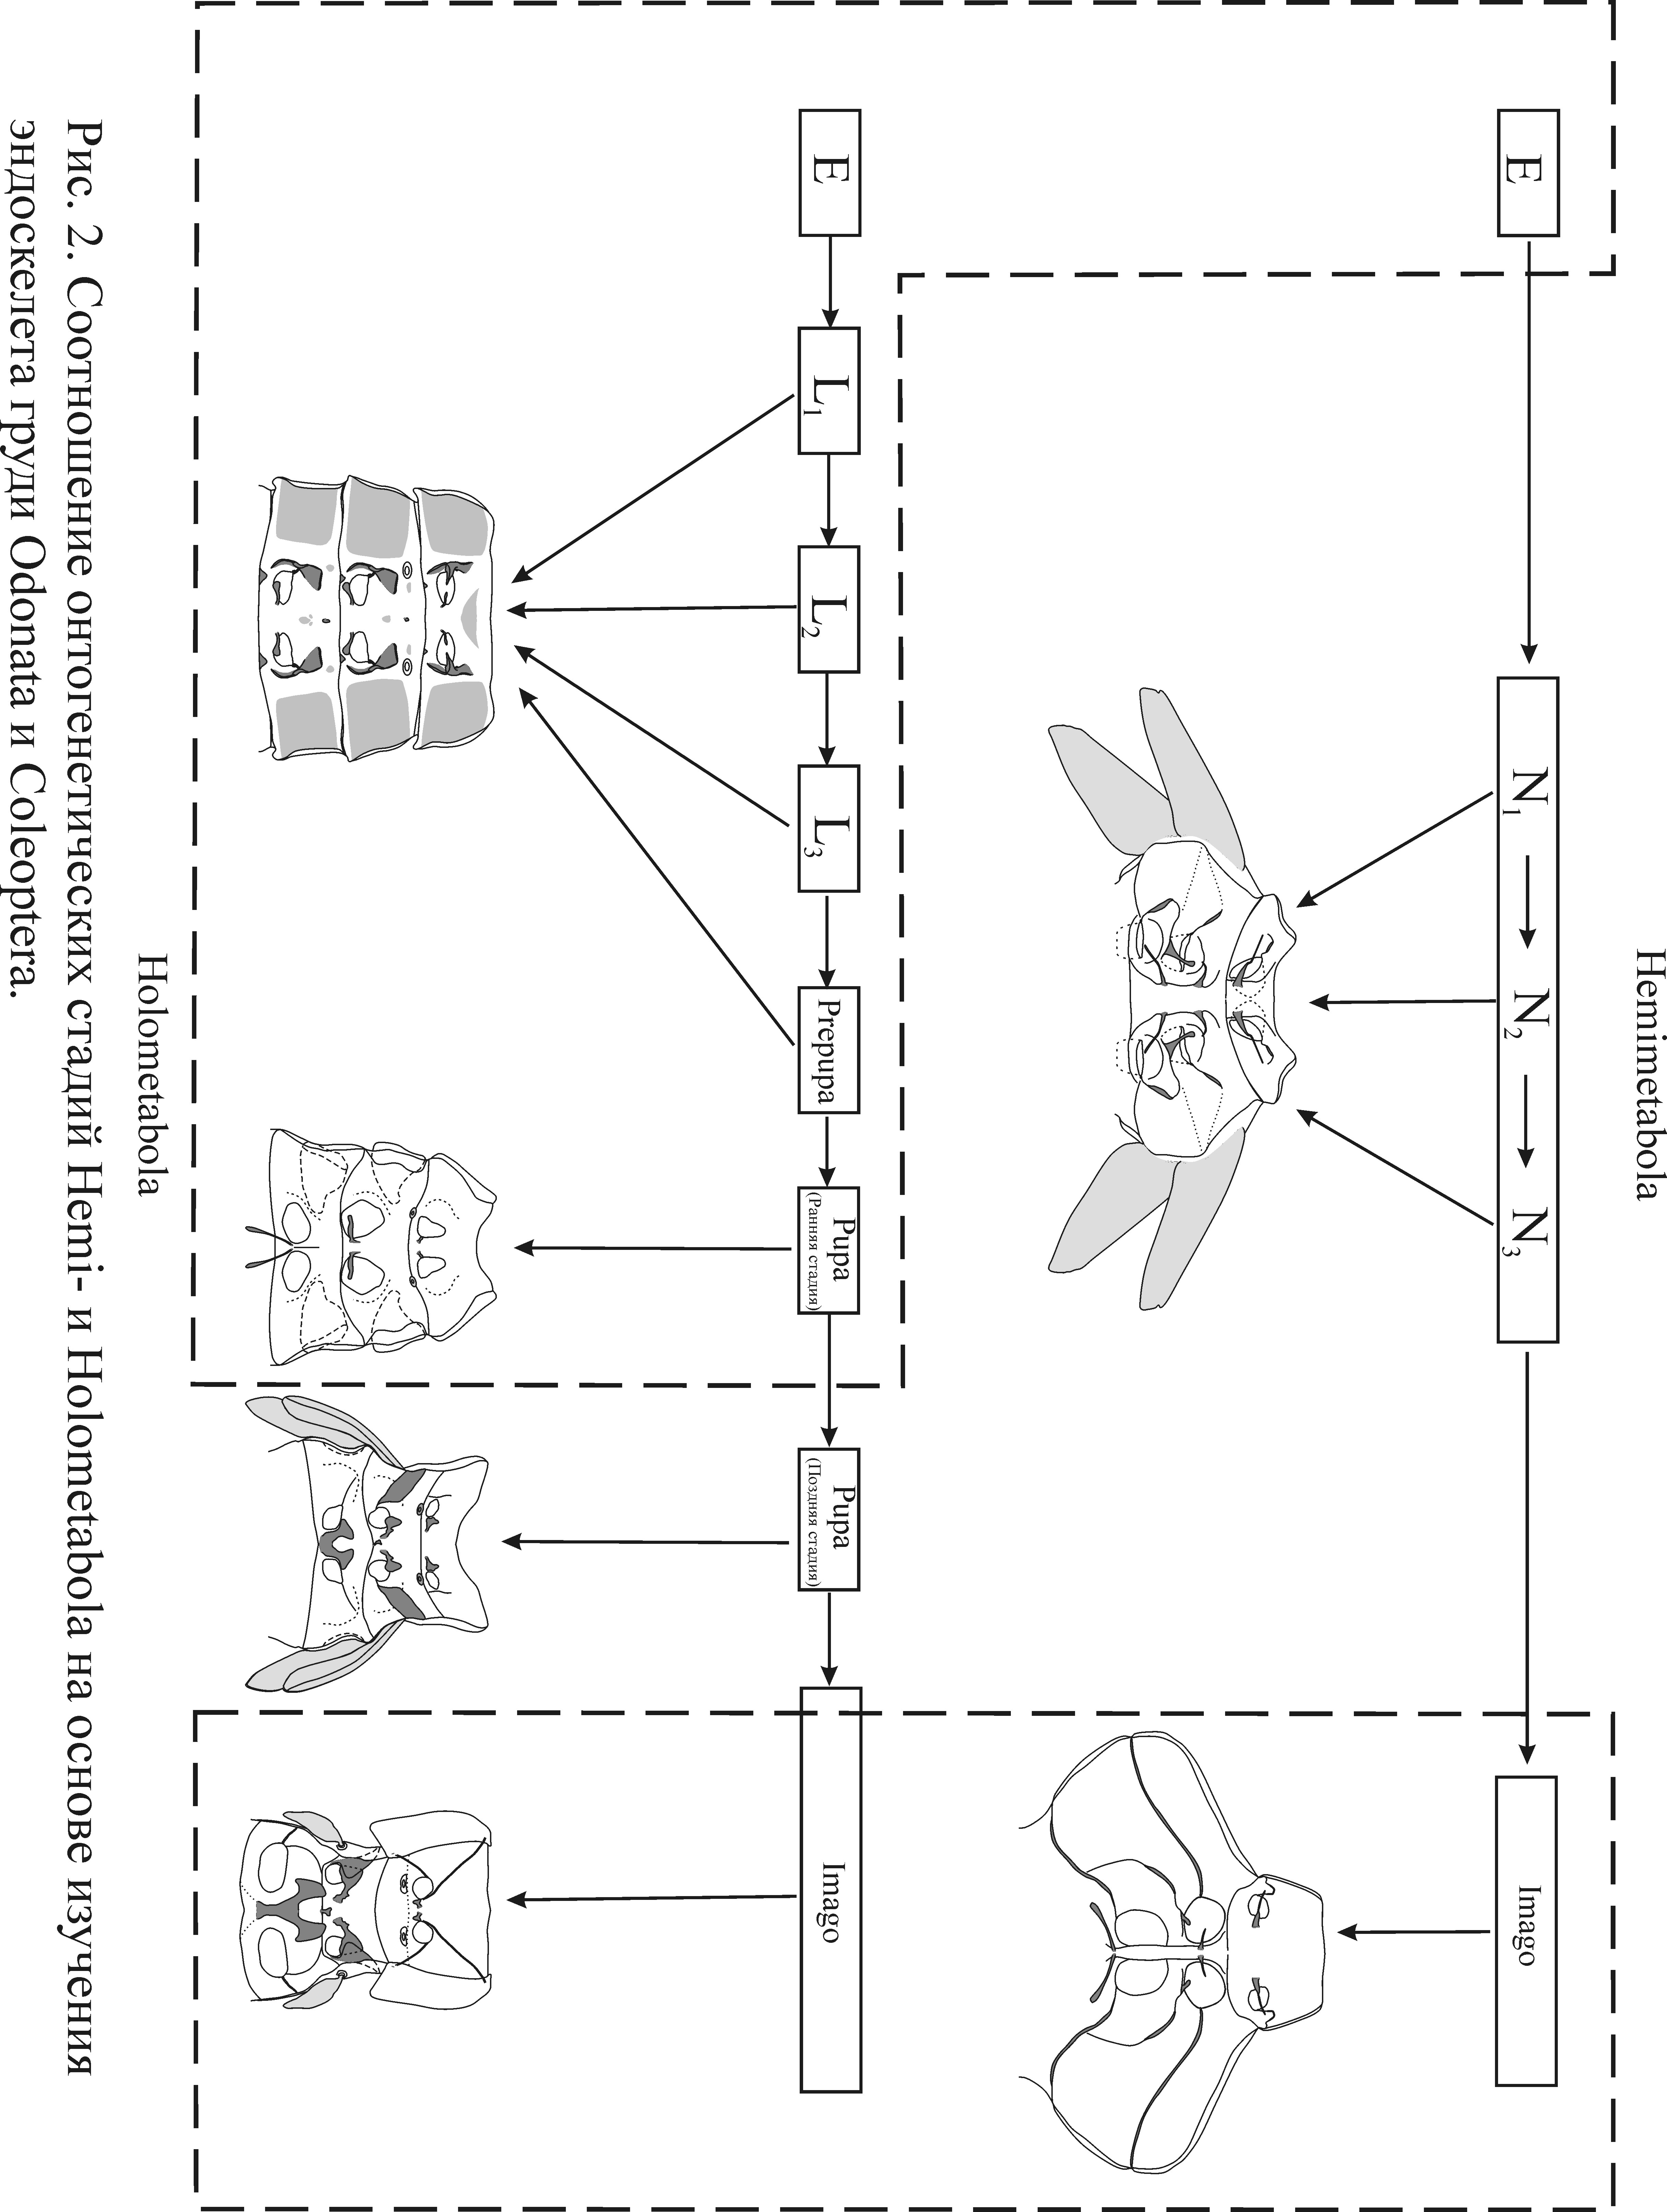 Hemimetabola
E
N1
N2
N3
Imago
E
L1
L2
L3
Prepupa
Pupa
(Ранняя стадия)
Pupa
(Поздняя стадия)
Imago
Holometabola
Рис. 2. Соотношение онтогенетических стадий Hemi- и Holometabola на основе изучения
эндоскелета груди Odonata и Coleoptera.